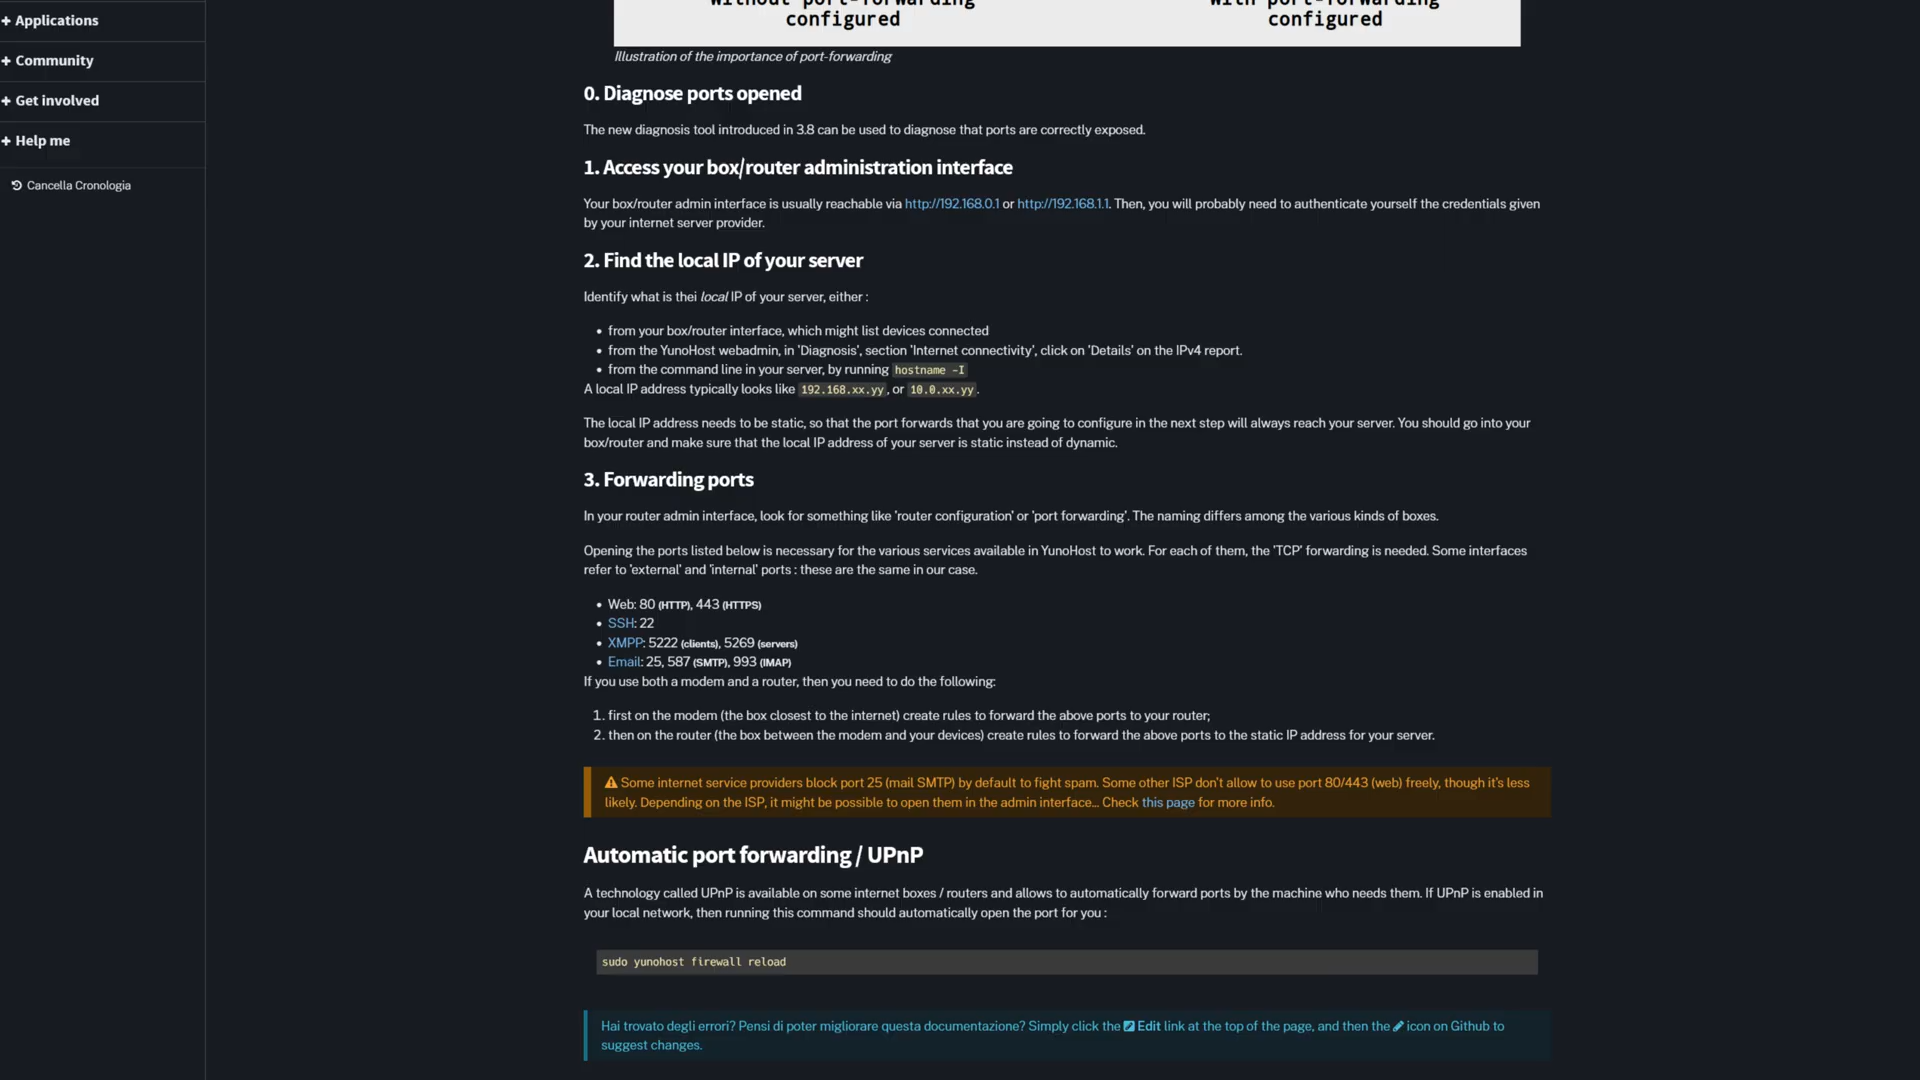 Applications
Community
Get involved
Help me
Cancella Cronologia
without port-forwarding with port-forwarding
configured configured
Illustration of the importance of port-forwarding
0. Diagnose ports opened
The new diagnosis tool introduced in 3.8 can be used to diagnose that ports are correctly exposed.
1. Access your box/router administration interface
Your box/router admin interface is usually reachable via http://192.168.0.1 or http://192.168.1.1. Then, you will probably need to authenticate yourself the credentials given
by your internet server provider.
2. Find the local IP of your server
Identify what is thei local IP of your server, either :
• from your box/router interface, which might list devices connected
• from the YunoHost webadmin, in 'Diagnosis', section 'Internet connectivity', click on 'Details' on the IPv4 report.
• from the command line in your server, by running hostname -I
A local IP address typically looks like 192.168.xx.yy, or 10.0.xx.yy.
The local IP address needs to be static, so that the port forwards that you are going to configure in the next step will always reach your server. You should go into your
box/router and make sure that the local IP address of your server is static instead of dynamic.
3. Forwarding ports
In your router admin interface, look for something like 'router configuration' or 'port forwarding'. The naming differs among the various kinds of boxes.
Opening the ports listed below is necessary for the various services available in YunoHost to work. For each of them, the 'TCP' forwarding is needed. Some interfaces
refer to 'external' and 'internal' ports : these are the same in our case.
• Web: 80 (HTTP), 443 (HTTPS)
• SSH: 22
• XMPP: 5222 (clients), 5269 (servers)
• Email: 25, 587 (SMTP), 993 (IMAP)
If you use both a modem and a router, then you need to do the following:
1. first on the modem (the box closest to the internet) create rules to forward the above ports to your router;
2. then on the router (the box between the modem and your devices) create rules to forward the above ports to the static IP address for your server.
Some internet service providers block port 25 (mail SMTP) by default to fight spam. Some other ISP don't allow to use port 80/443 (web) freely, though it's less
likely. Depending on the ISP, it might be possible to open them in the admin interface... Check this page for more info.
Automatic port forwarding / UPnP
A technology called UPnP is available on some internet boxes / routers and allows to automatically forward ports by the machine who needs them. If UPnP is enabled in
your local network, then running this command should automatically open the port for you :
sudo yunohost firewall reload
Hai trovato degli errori? Pensi di poter migliorare questa documentazione? Simply click the Edit link at the top of the page, and then the icon on Github to
suggest changes.